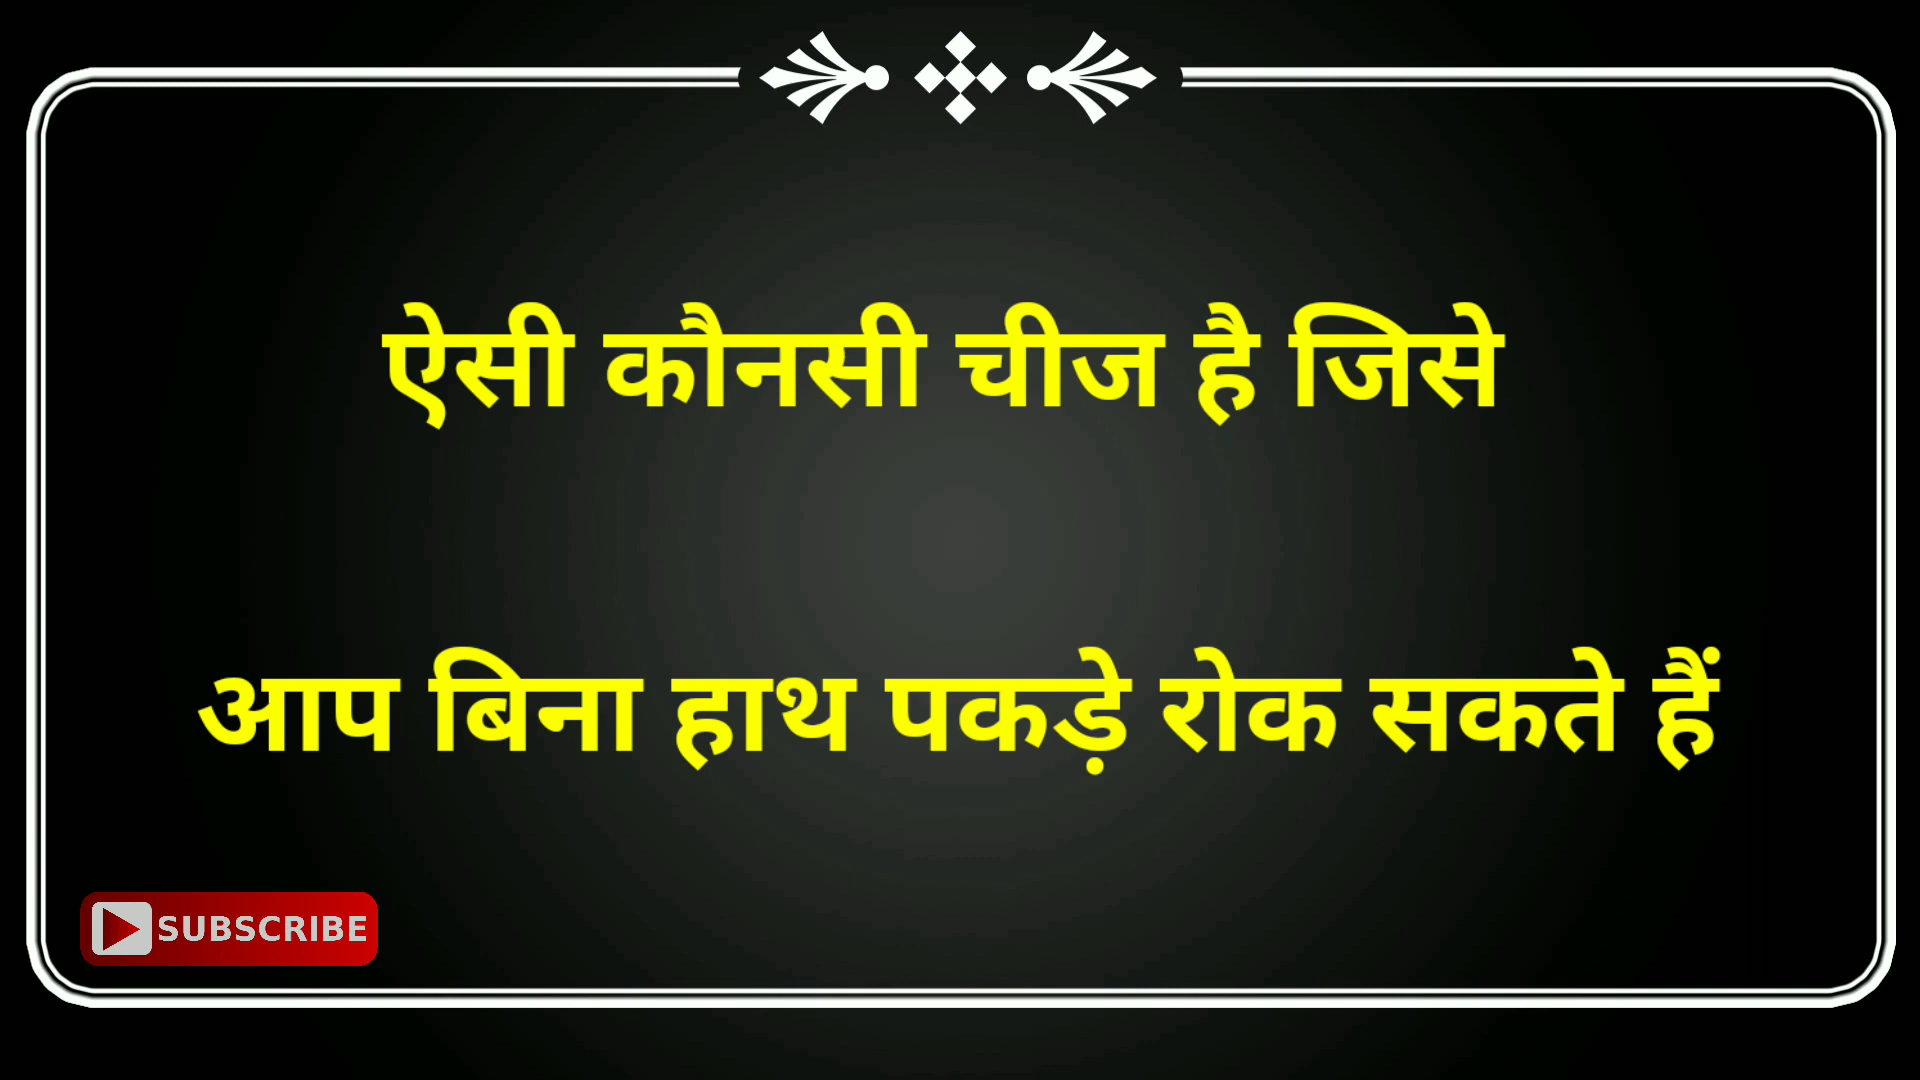 ऐसी कौनसी चीज है जिसे
आप बिना हाथ पकड़े रोक सकते हैं
SUBSCRIBE